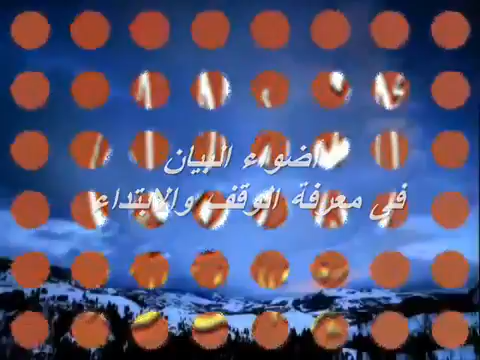 اضواء البيان
في معرفة الوقف والابتداء